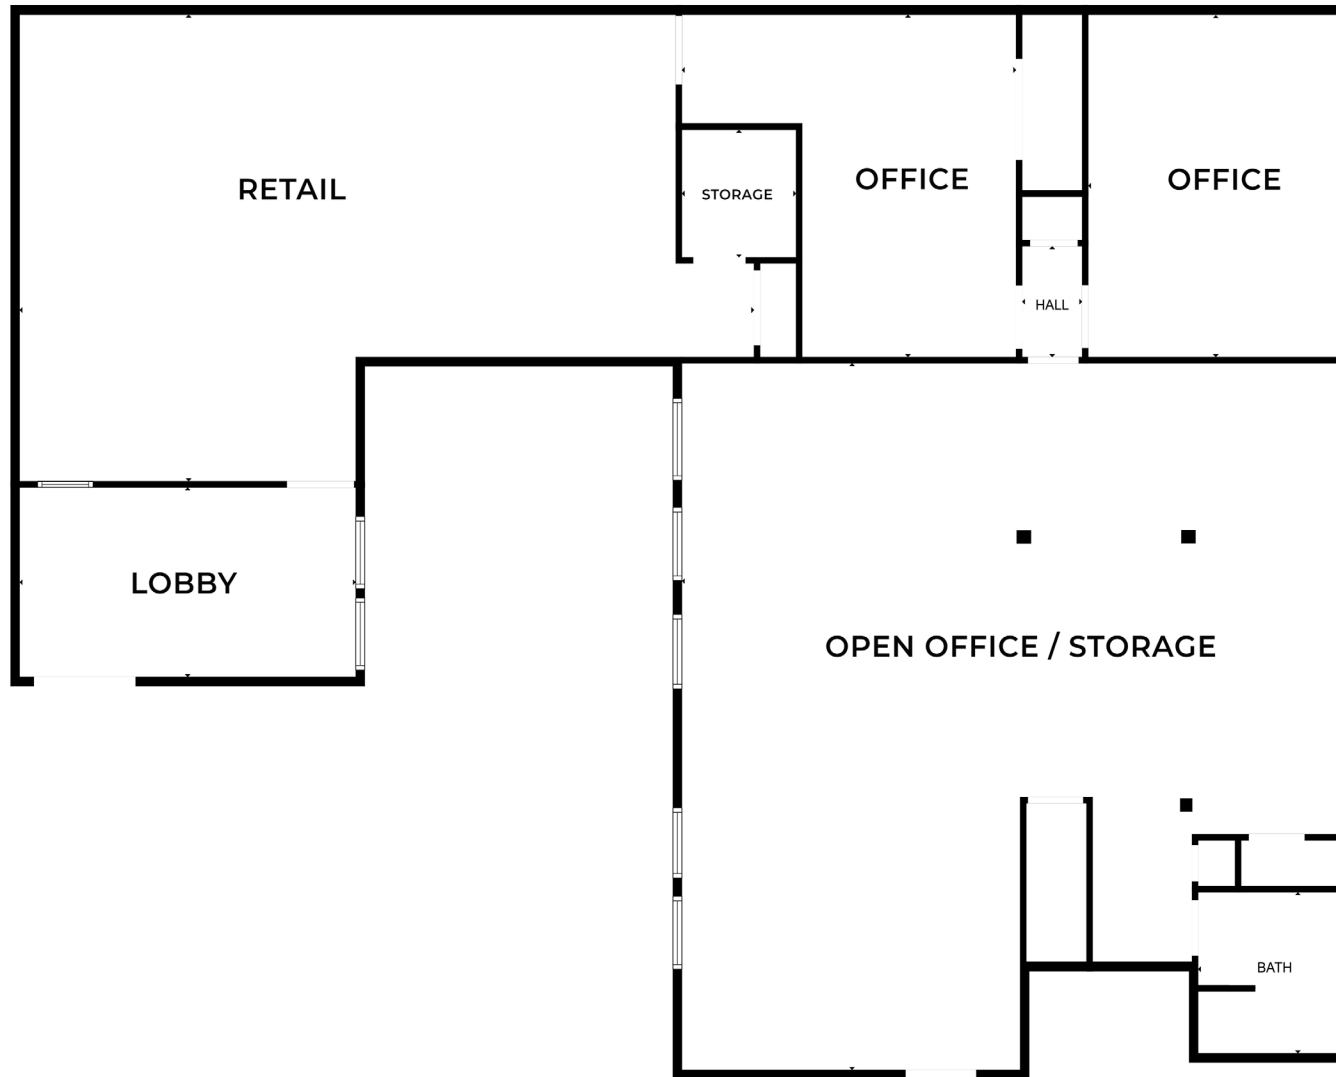 RETAIL
STORAGE
OFFICE
OFFICE
HALL
LOBBY
OPEN OFFICE / STORAGE
BATH